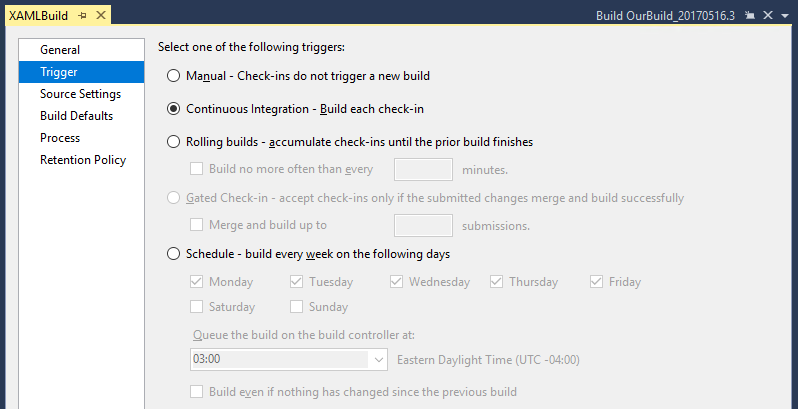 XAMLBuild
Build OurBuild_20170516.3
General
Trigger
Source Settings
Build Defaults
Process
Retention Policy
Select one of the following triggers:
Manual - Check-ins do not trigger a new build
Continuous Integration - Build each check-in
Rolling builds - accumulate check-ins until the prior build finishes
Build no more often than every minutes.
Gated Check-in - accept check-ins only if the submitted changes merge and build successfully
Merge and build up to submissions.
Schedule - build every week on the following days
Monday Tuesday Wednesday Thursday Friday
Saturday Sunday
Queue the build on the build controller at:
03:00 Eastern Daylight Time (UTC -04:00)
Build even if nothing has changed since the previous build